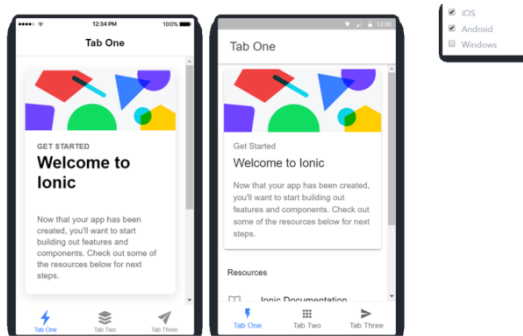 12:34 PM
100%
Tab One
GET STARTED
Welcome to
Ionic
Now that your app has been
created, you'll want to start
building out features and
components. Check out some of
the resources below for next
steps.
Tab One
Tab Two
Tab Three
12:30
Tab One
Get Started
Welcome to Ionic
Now that your app has been created,
you'll want to start building out
features and components. Check out
some of the resources below for next
steps.
Resources
Ionic Documentation
Tab One
Tab Two
Tab Three
iOS
Android
Windows